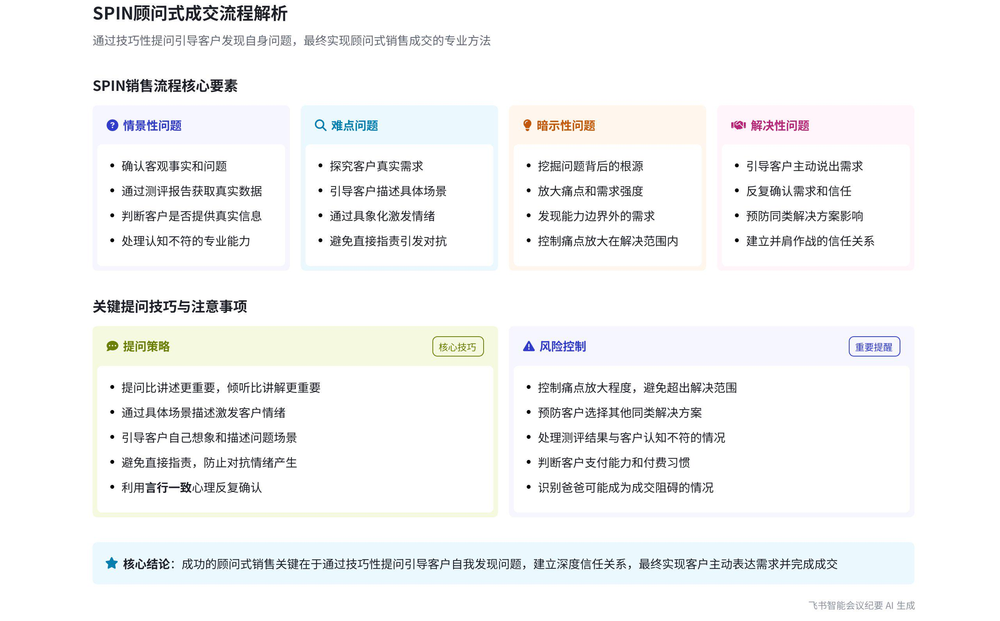 SPIN顾问式成交流程解析
通过技巧性提问引导客户发现自身问题，最终实现顾问式销售成交的专业方法
SPIN销售流程核心要素
情景性问题
确认客观事实和问题
通过测评报告获取真实数据
判断客户是否提供真实信息
处理认知不符的专业能力
难点问题
探究客户真实需求
引导客户描述具体场景
通过具象化激发情绪
避免直接指责引发对抗
暗示性问题
挖掘问题背后的根源
放大痛点和需求强度
发现能力边界外的需求
控制痛点放大在解决范围内
解决性问题
引导客户主动说出需求
反复确认需求和信任
预防同类解决方案影响
建立并肩作战的信任关系
关键提问技巧与注意事项
提问策略
核心技巧
提问比讲述更重要，倾听比讲解更重要
通过具体场景描述激发客户情绪
引导客户自己想象和描述问题场景
避免直接指责，防止对抗情绪产生
利用言行一致心理反复确认
风险控制
重要提醒
控制痛点放大程度，避免超出解决范围
预防客户选择其他同类解决方案
处理测评结果与客户认知不符的情况
判断客户支付能力和付费习惯
识别爸爸可能成为成交阻碍的情况
核心结论：成功的顾问式销售关键在于通过技巧性提问引导客户自我发现问题，建立深度信任关系，最终实现客户主动表达需求并完成成交
飞书智能会议纪要 AI 生成